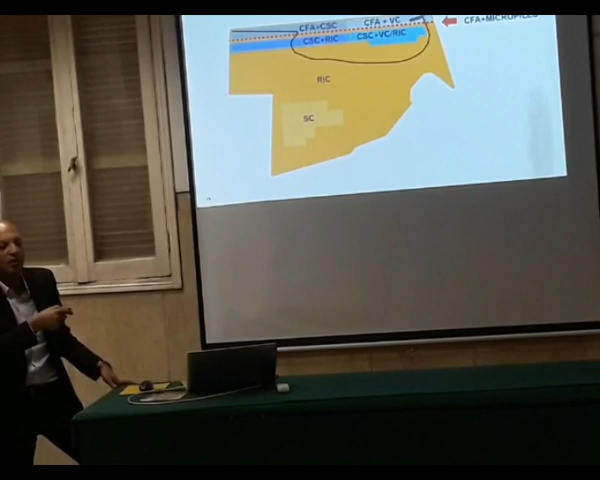 CFA+CSC
CFA + VC
CFA+MICROPILES
CSC+RIC
CSC+VC/RIC
RIC
SC